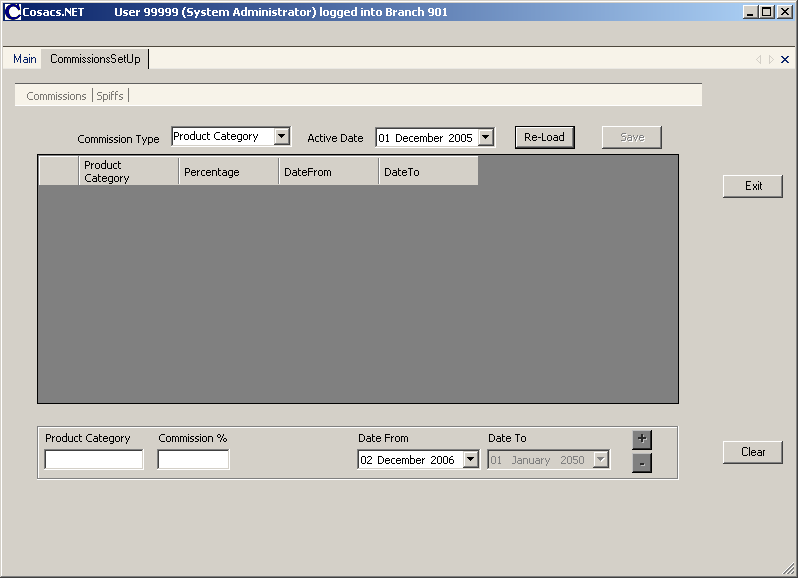 Cosacs.NET User 99999 (System Administrator) logged into Branch 901
Main CommissionsSetUp
Commissions Spiffs
Commission Type Product Category Active Date 01 December 2005 Re-Load Save
Product Category Percentage DateFrom DateTo
Exit
Product Category Commission % Date From Date To +
02 December 2006 01 January 2050 -
Clear